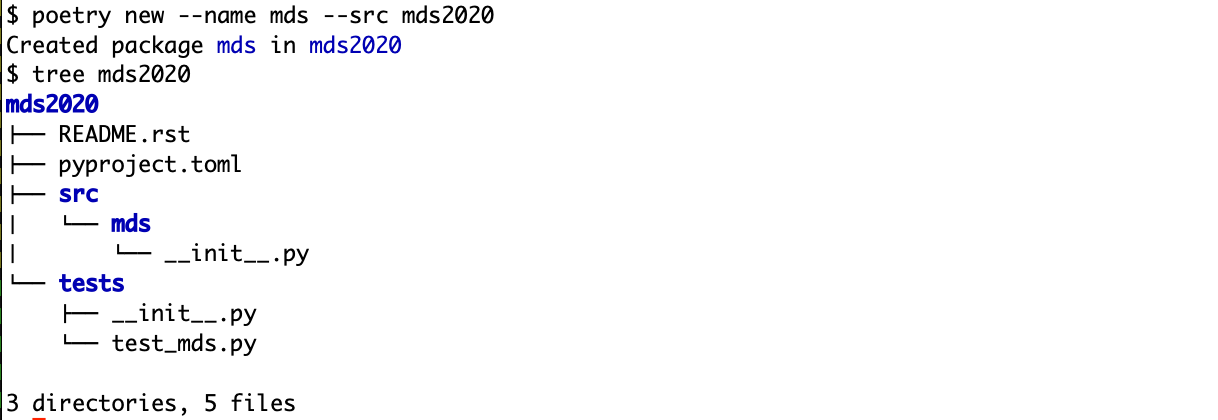 $ poetry new --name mds --src mds2020
Created package mds in mds2020
$ tree mds2020
mds2020
├── README.rst
├── pyproject.toml
├── src
│   └── mds
│       └── __init__.py
└── tests
    ├── __init__.py
    └── test_mds.py
3 directories, 5 files